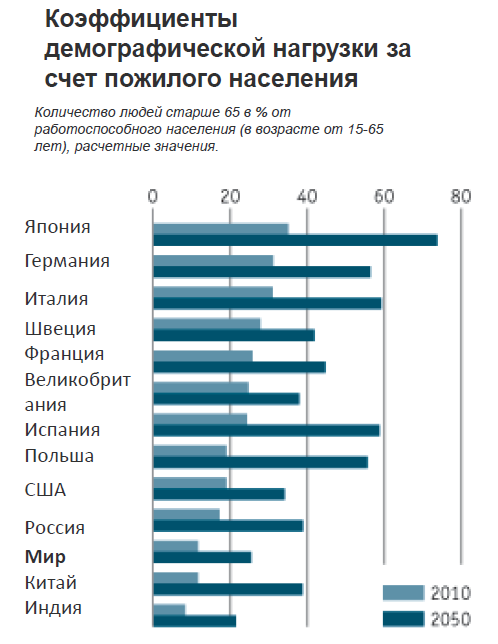 Коэффициенты
демографической нагрузки за
счет пожилого населения
Количество людей старше 65 в % от
работоспособного населения (в возрасте от 15-65
лет), расчетные значения.
0 20 40 60 80
Япония
Германия
Италия
Швеция
Франция
Великобрит
ания
Испания
Польша
США
Россия
Мир
Китай
Индия
2010
2050